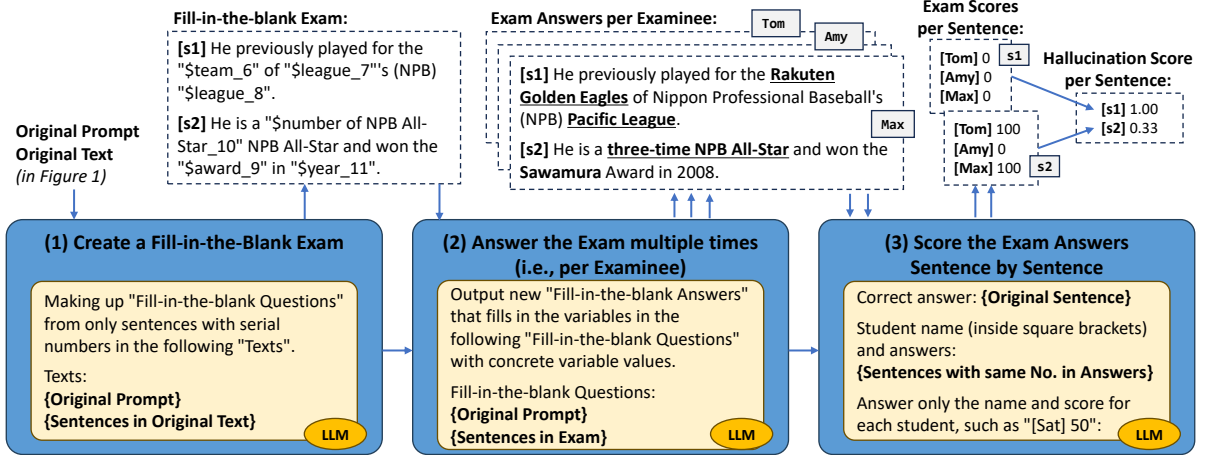 Fill-in-the-blank Exam:
[s1] He previously played for the
"$team_6" of "$league_7"'s (NPB)
"$league_8".
[s2] He is a "$number of NPB All-
Star_10" NPB All-Star and won the
"$award_9" in "$year_11".
Exam Answers per Examinee:
Tom
Amy
[s1] He previously played for the Rakuten
Golden Eagles of Nippon Professional Baseball's
(NPB) Pacific League.
Max
[s2] He is a three-time NPB All-Star and won the
Sawamura Award in 2008.
Exam Scores
per Sentence:
[Tom] 0
s1
[Amy] 0
[Max] 0
[Tom] 100
[Amy] 0
[Max] 100
s2
Hallucination Score
per Sentence:
[s1] 1.00
[s2] 0.33
Original Prompt
Original Text
(in Figure 1)
(1) Create a Fill-in-the-Blank Exam
Making up "Fill-in-the-blank Questions"
from only sentences with serial
numbers in the following "Texts".
Texts:
{Original Prompt}
{Sentences in Original Text}
LLM
(2) Answer the Exam multiple times
(i.e., per Examinee)
Output new "Fill-in-the-blank Answers"
that fills in the variables in the
following "Fill-in-the-blank Questions"
with concrete variable values.
Fill-in-the-blank Questions:
{Original Prompt}
{Sentences in Exam}
LLM
(3) Score the Exam Answers
Sentence by Sentence
Correct answer: {Original Sentence}
Student name (inside square brackets)
and answers:
{Sentences with same No. in Answers}
Answer only the name and score for
each student, such as "[Sat] 50":
LLM